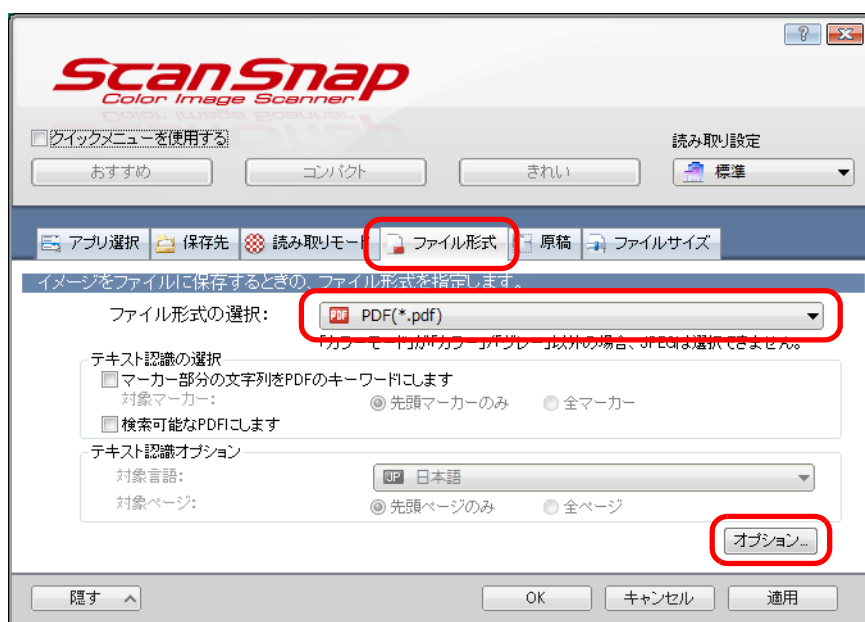 ScanSnap
Color Image Scanner
クイックメニューを使用する
読み取り設定
おすすめ コンパクト きれい 標準
アプリ選択 保存先 読み取りモード ファイル形式 原稿 ファイルサイズ
イメージをファイルに保存するときの、ファイル形式を指定します。
ファイル形式の選択: PDF PDF(*.pdf)
「カラーモード」が「カラー」/「グレー」以外の場合、JPEGは選択できません。
テキスト認識の選択
マーカー部分の文字列をPDFのキーワードにします
対象マーカー: 先頭マーカーのみ 全マーカー
検索可能なPDFにします
テキスト認識オプション
対象言語: JP 日本語
対象ページ: 先頭ページのみ 全ページ
オプション...
隠す OK キャンセル 適用